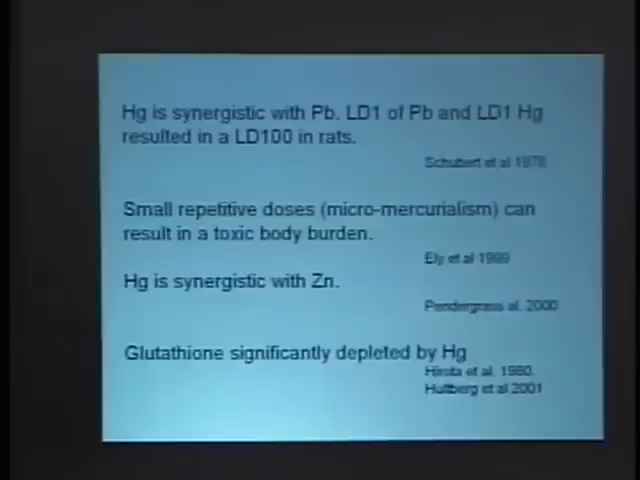 Hg is synergistic with Pb. LD1 of Pb and LD1 Hg
resulted in a LD100 in rats.
Schubert et al 1978
Small repetitive doses (micro-mercurialism) can
result in a toxic body burden.
Ely et al 1999
Hg is synergistic with Zn.
Pendergrass al. 2000
Glutathione significantly depleted by Hg
et al. 1980.
Hultberg et al 2001